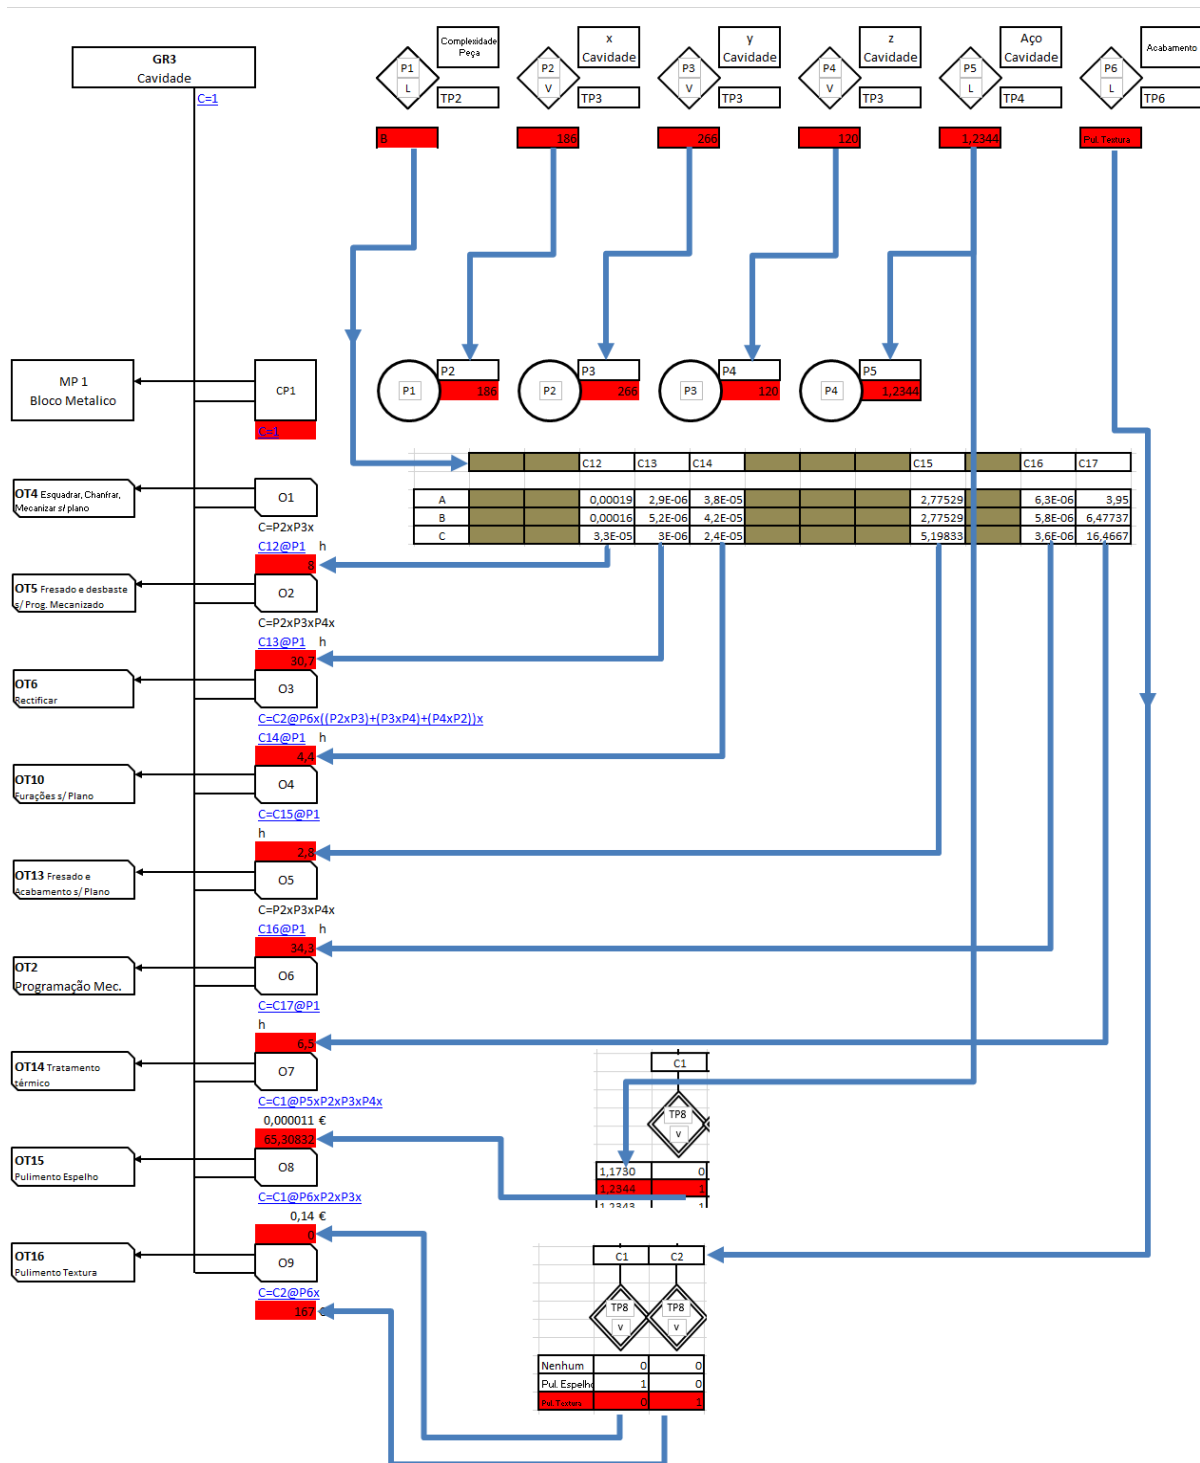 GR3
Cavidade
C=1
P1
L
Complexidade
Peça
TP2
B
P2
V
x
Cavidade
TP3
186
P3
V
y
Cavidade
TP3
266
P4
V
z
Cavidade
TP3
120
P5
L
Aço
Cavidade
TP4
1,2344
P6
L
Acabamento
TP6
Pul. Textura
MP 1
Bloco Metalico
CP1
C=1
P1
P2
186
P2
P3
266
P3
P4
120
P4
P5
1,2344
C12 C13 C14 C15 C16 C17
A 0,00019 2,9E-06 3,8E-05 2,77529 6,3E-06 3,95
B 0,00016 5,2E-06 4,2E-05 2,77529 5,8E-06 6,47737
C 3,3E-05 3E-06 2,4E-05 5,19833 3,6E-06 16,4667
OT4 Esquadrar, Chanfrar,
Mecanizar s/ plano
O1
C=P2xP3x
C12@P1 h
8
OT5 Fresado e desbaste
s/ Prog. Mecanizado
O2
C=P2xP3xP4x
C13@P1 h
30,7
OT6
Rectificar
O3
C=C2@P6x((P2xP3)+(P3xP4)+(P4xP2))x
C14@P1 h
4,4
OT10
Furações s/ Plano
O4
C=C15@P1
h
2,8
OT13 Fresado e
Acabamento s/ Plano
O5
C=P2xP3xP4x
C16@P1 h
34,3
OT2
Programação Mec.
O6
C=C17@P1
h
6,5
OT14 Tratamento
térmico
O7
C=C1@P5xP2xP3xP4x
0,000011 €
65,30832
C1
TP8
v
1,1730 0
1,2344 1
1,2343 1
OT15
Pulimento Espelho
O8
C=C1@P6xP2xP3x
0,14 €
0
OT16
Pulimento Textura
O9
C=C2@P6x
167 €
C1 C2
TP8 TP8
v v
Nenhum 0 0
Pul. Espelho 1 0
Pul. Textura 0 1